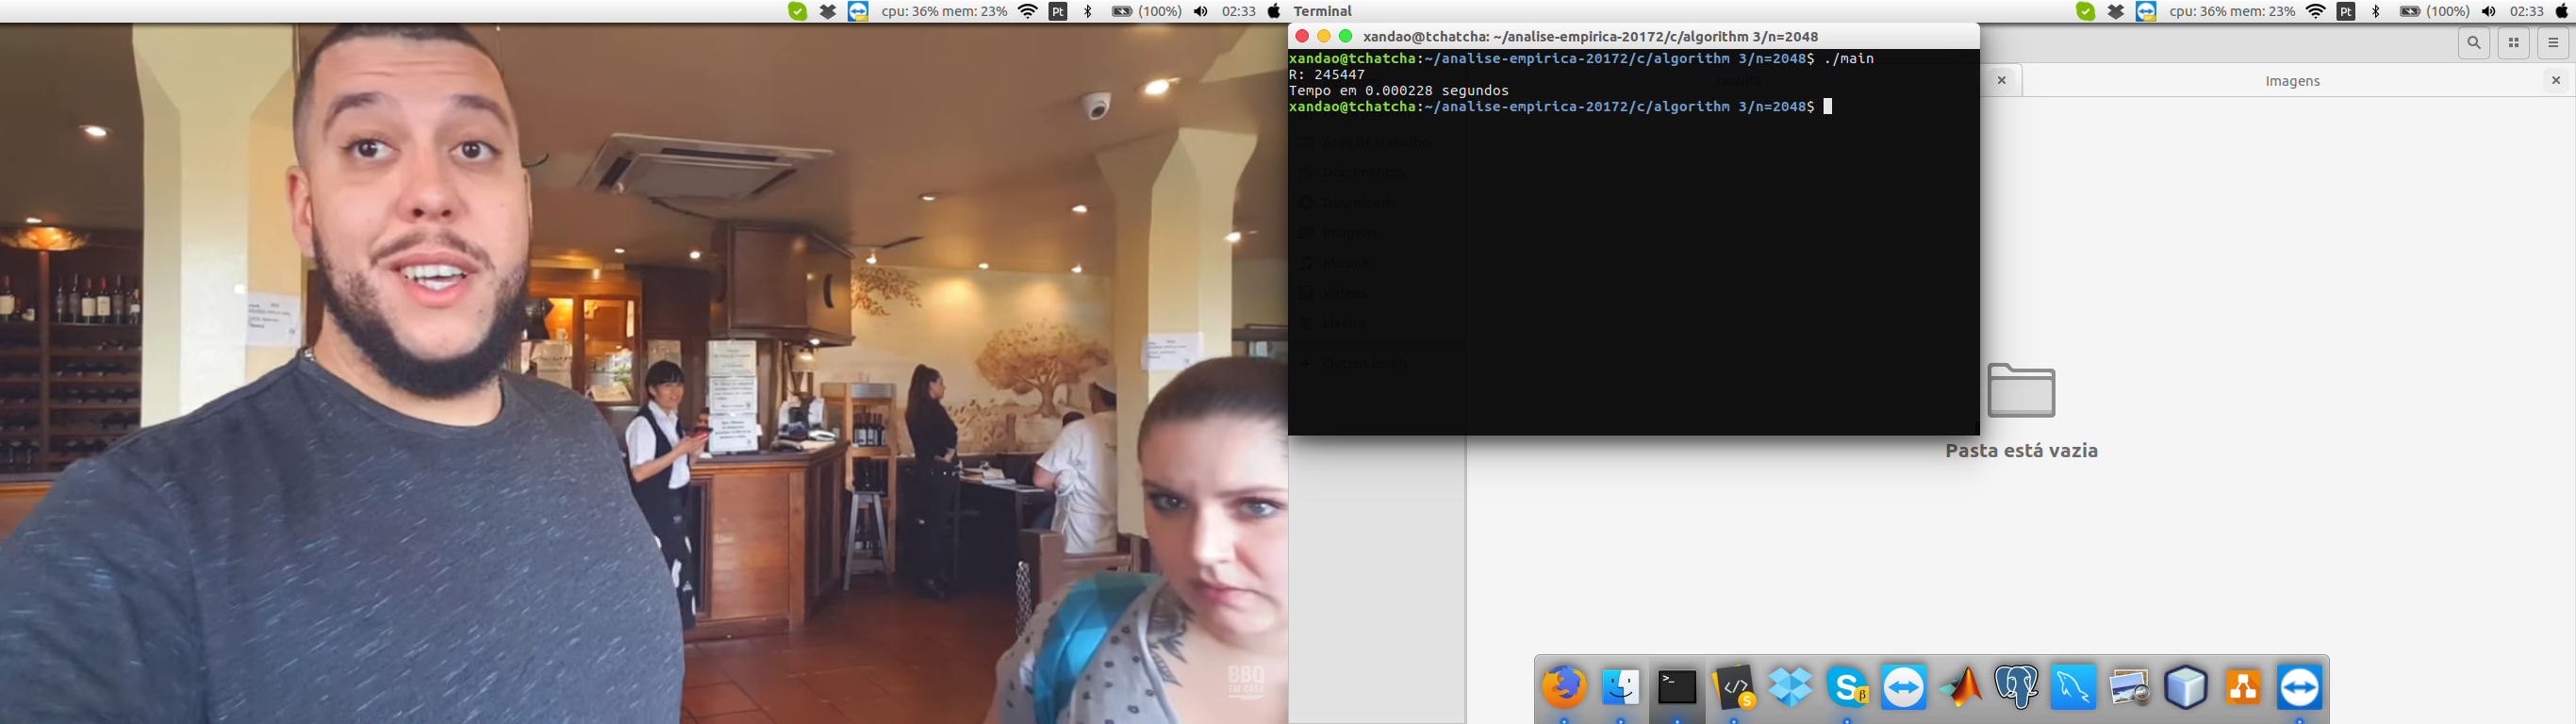 cpu: 36% mem: 23% Pt (100%) 02:33
Terminal
cpu: 36% mem: 23% Pt (100%) 02:33
xandao@tchatcha: ~/analise-empirica-20172/c/algorithm 3/n=2048
xandao@tchatcha:~/analise-empirica-20172/c/algorithm 3/n=2048$ ./main
R: 245447
Tempo em 0.000228 segundos
xandao@tchatcha:~/analise-empirica-20172/c/algorithm 3/n=2048$
Imagens
Área de trabalho
Documentos
Downloads
Imagens
Música
Vídeos
Lixeira
+ Outros locais
Pasta está vazia
BBQ
EM CASA